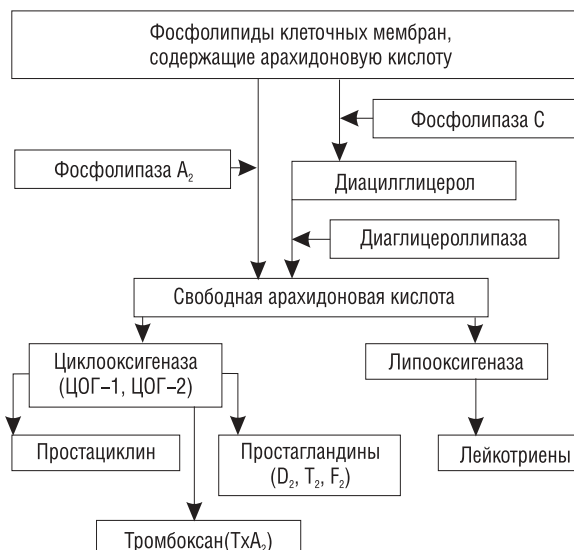 Фосфолипиды клеточных мембран,
содержащие арахидоновую кислоту
Фосфолипаза С
Фосфолипаза А₂
Диацилглицерол
Диаглицероллипаза
Свободная арахидоновая кислота
Циклооксигеназа
(ЦОГ–1, ЦОГ–2)
Липооксигеназа
Простациклин
Простагландины
(D₂, T₂, F₂)
Лейкотриены
Тромбоксан(TxA₂)